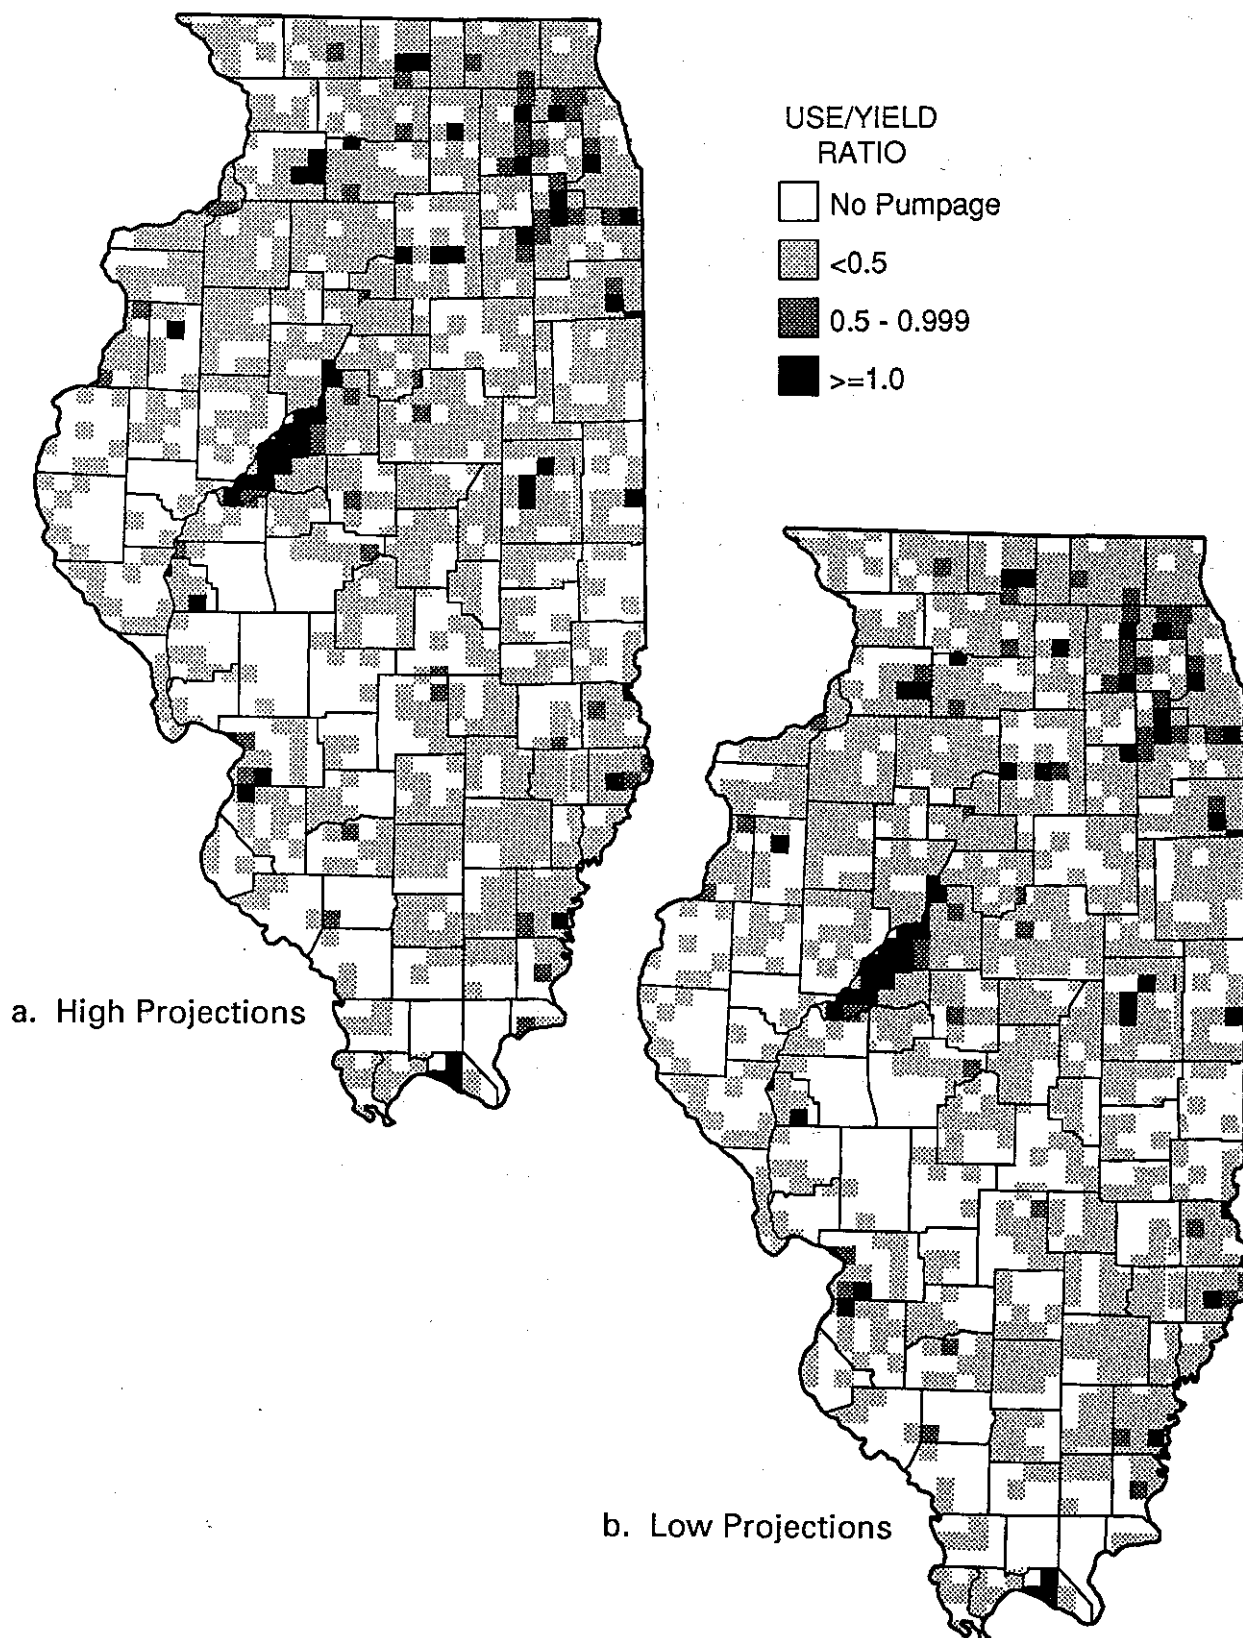 USE/YIELD
RATIO
No Pumpage
<0.5
0.5 - 0.999
>=1.0
a. High Projections
b. Low Projections